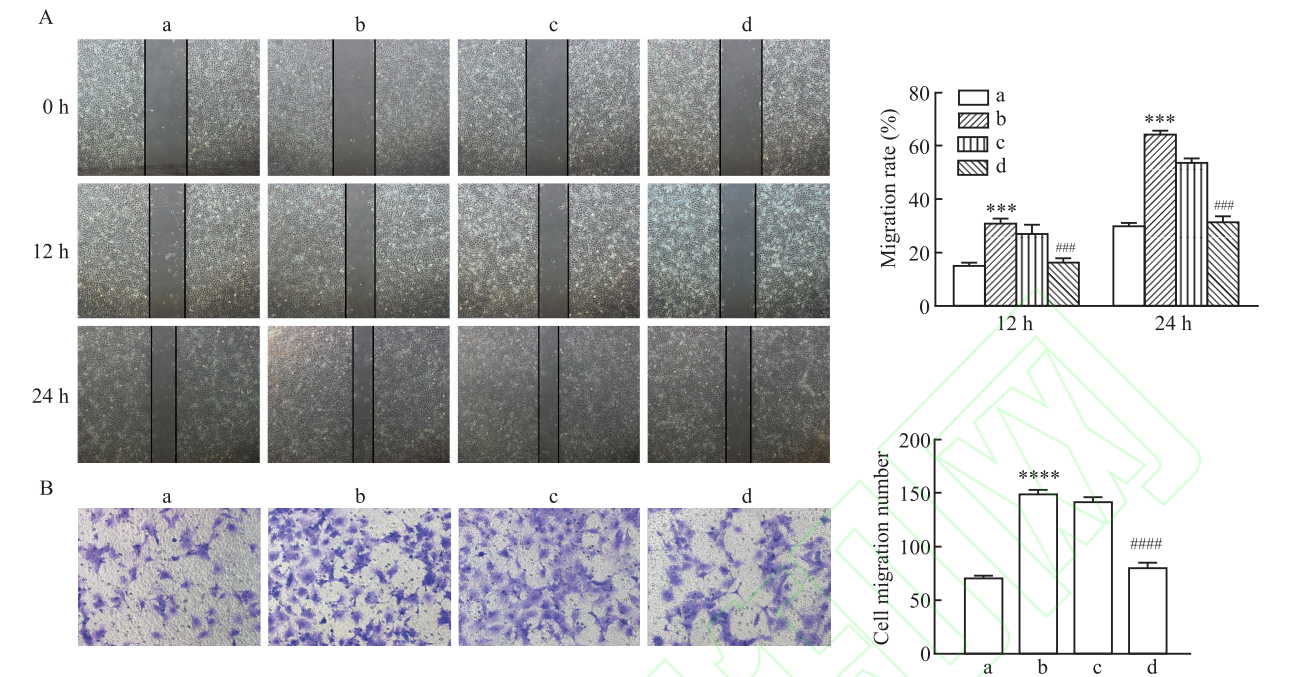 A
a b c d
0 h
12 h
24 h
80
60
40
20
0
Migration rate (%)
a
b
c
d
***
###
***
###
12 h 24 h
B
a b c d
200
150
100
50
0
Cell migration number
****
####
a b c d